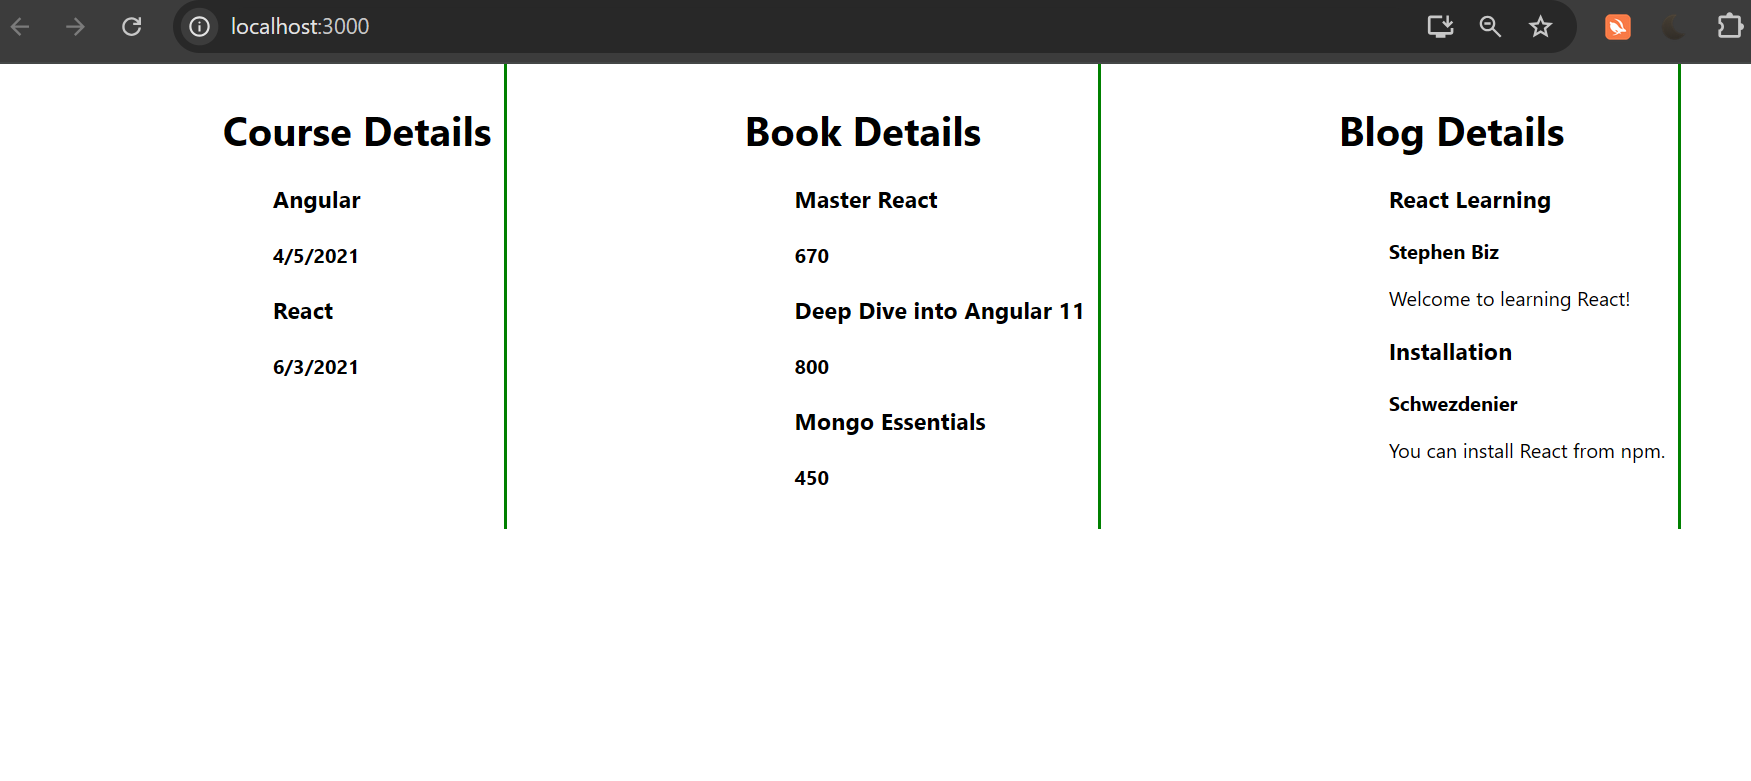 localhost:3000
Course Details
Angular
4/5/2021
React
6/3/2021
Book Details
Master React
670
Deep Dive into Angular 11
800
Mongo Essentials
450
Blog Details
React Learning
Stephen Biz
Welcome to learning React!
Installation
Schwezdenier
You can install React from npm.